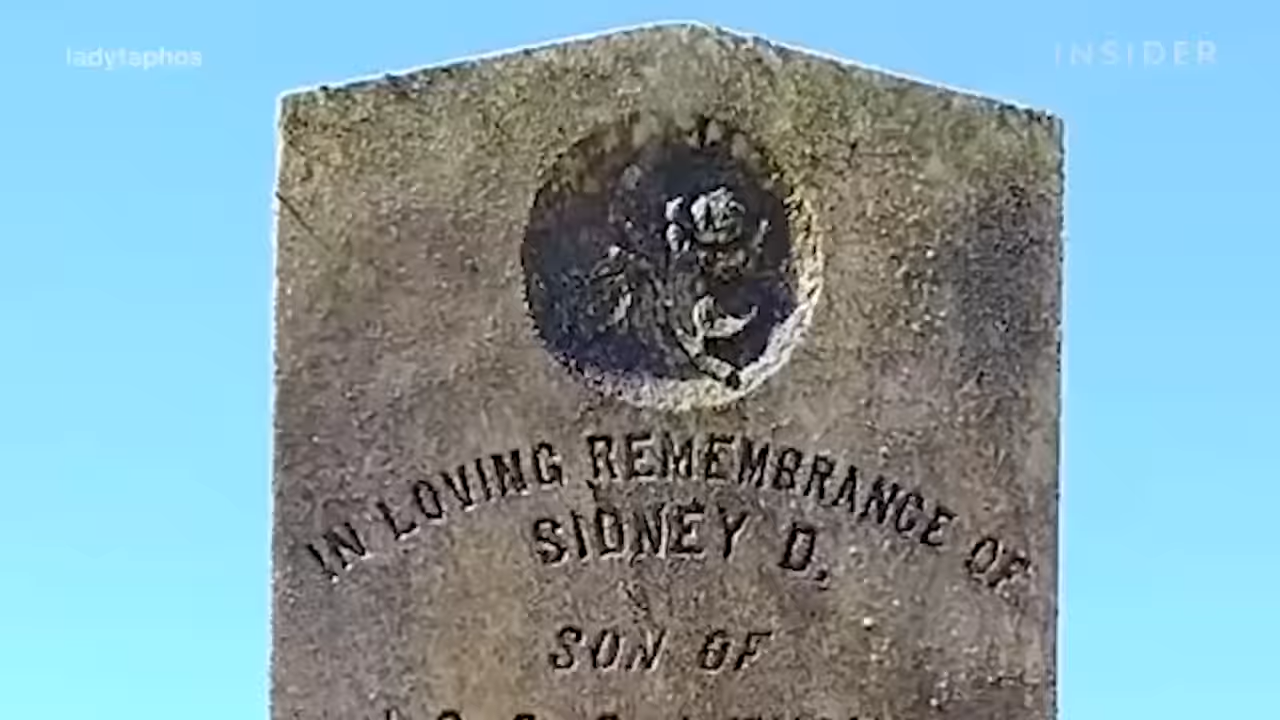 ladytaphos
INSIDER
IN LOVING REMEMBRANCE OF
SIDNEY D.
SON OF